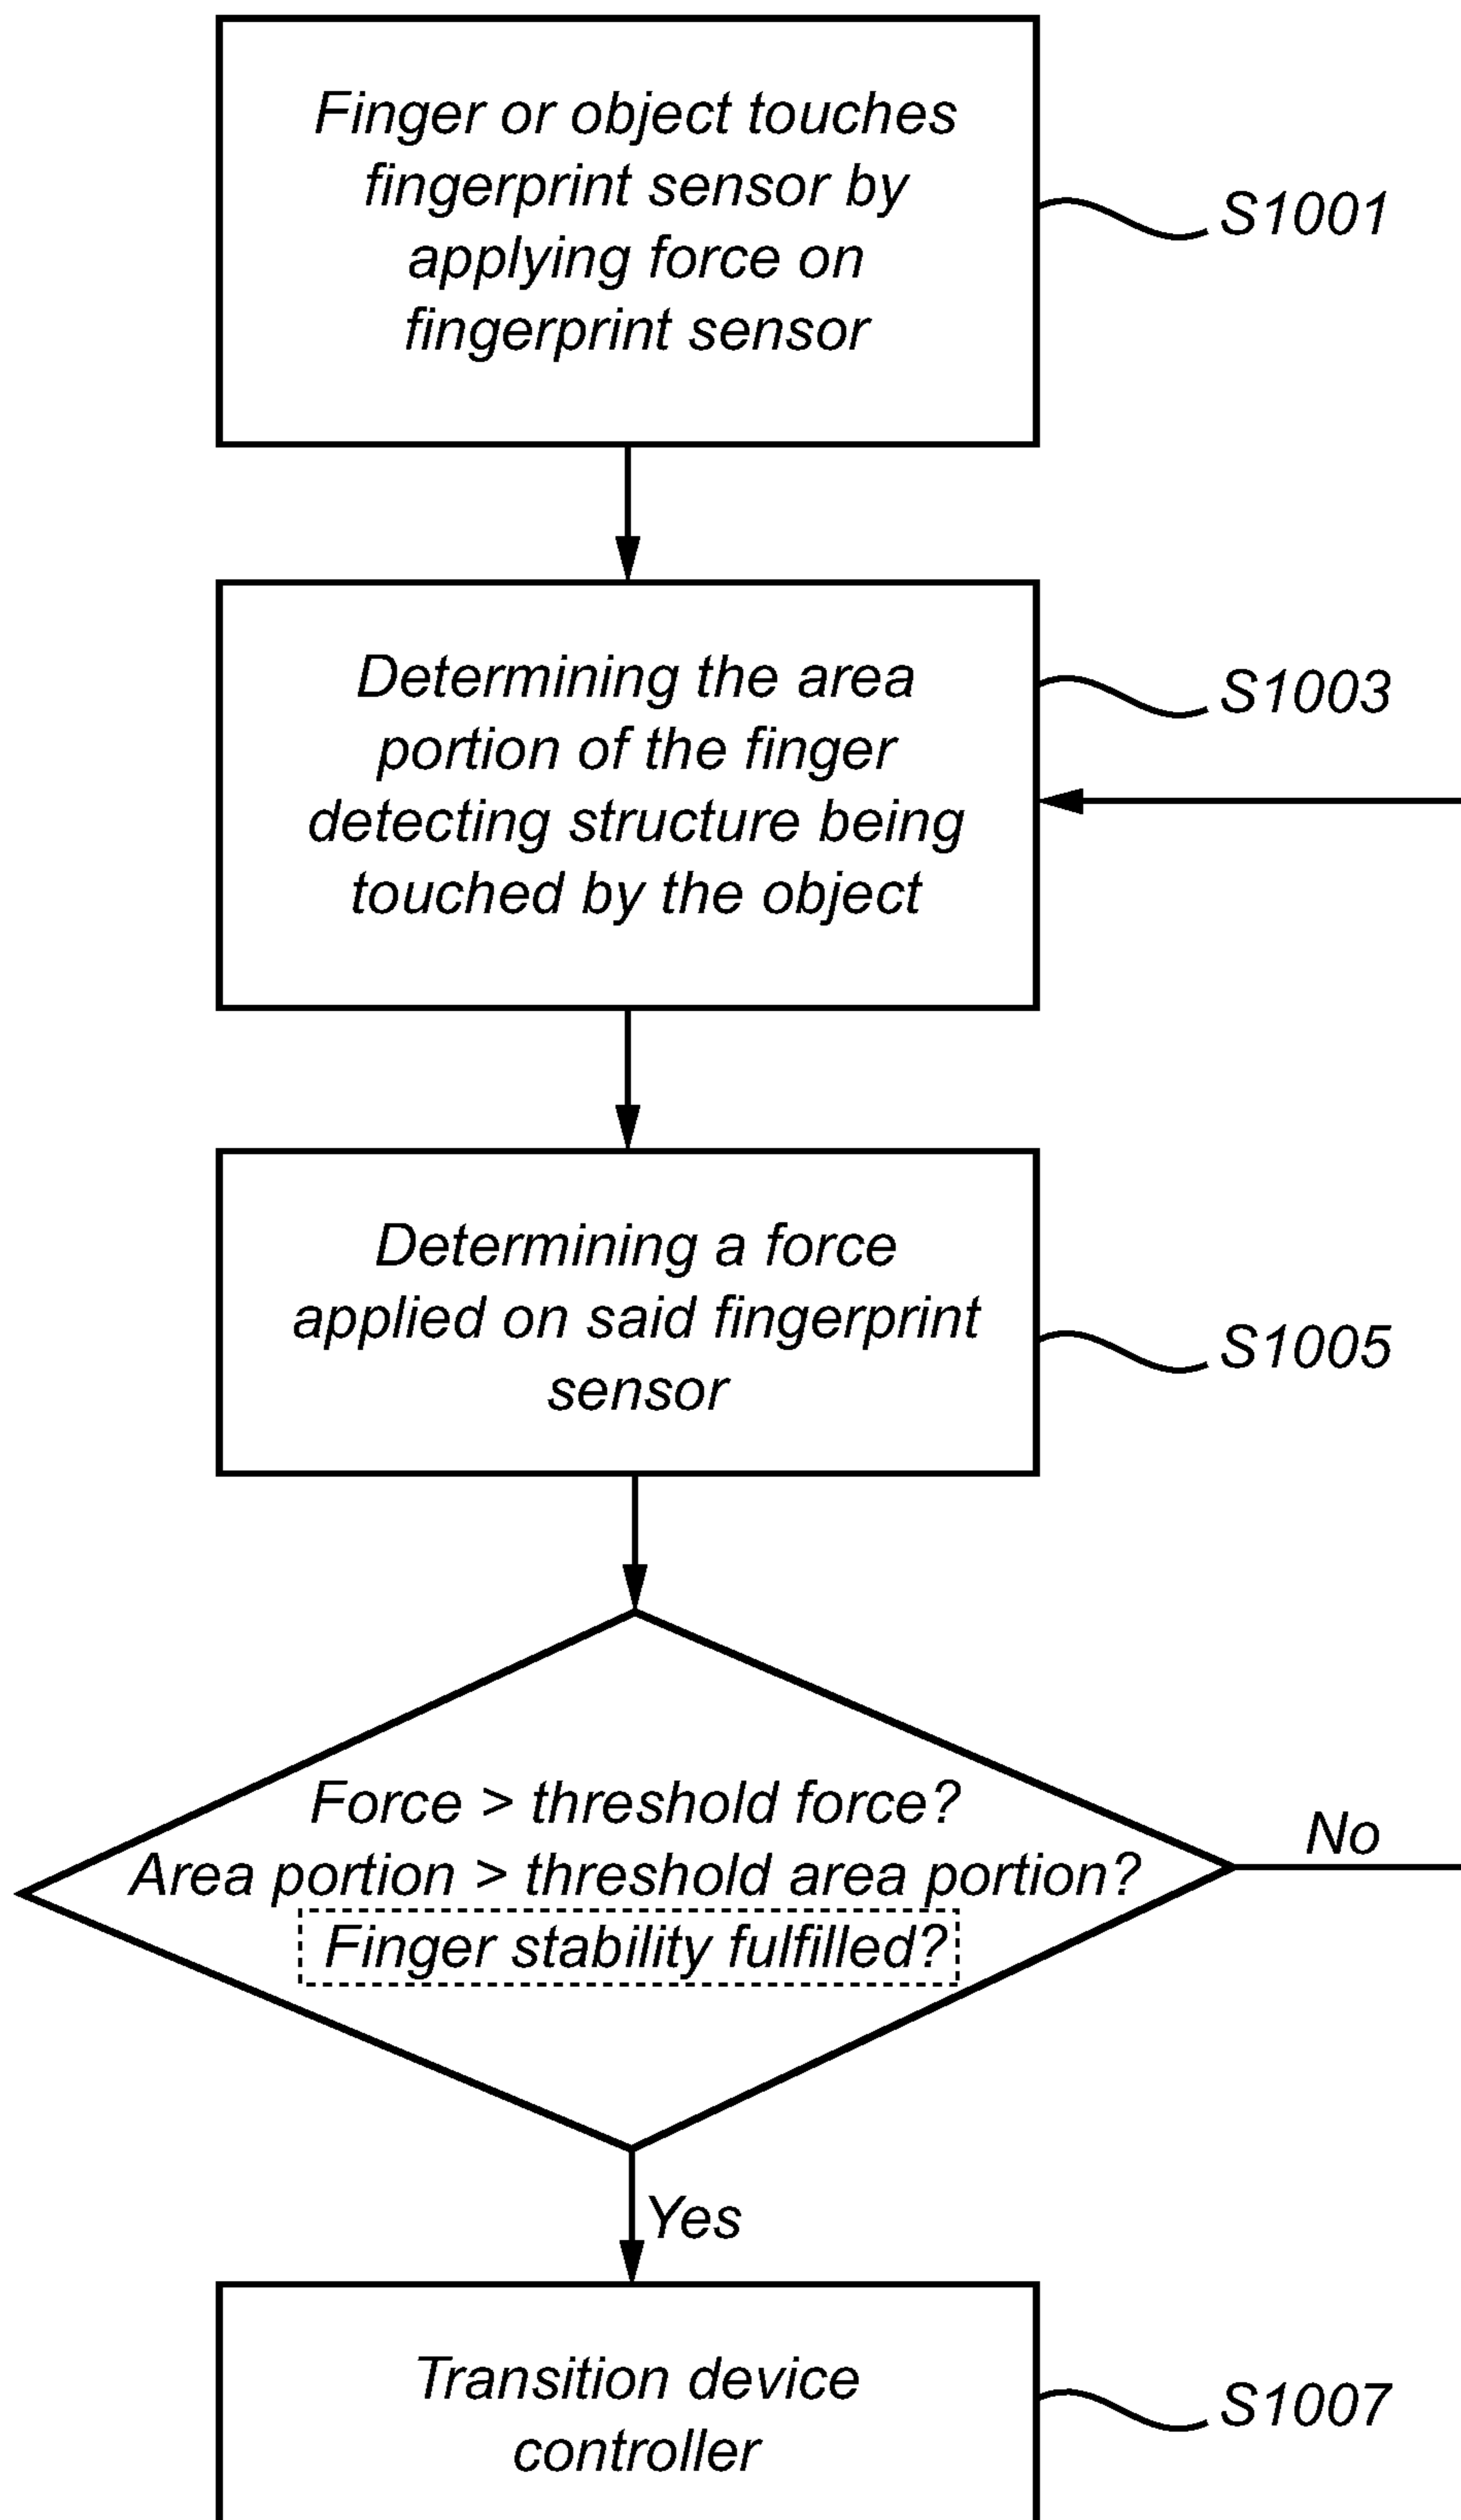 Finger or object touches
fingerprint sensor by
applying force on
fingerprint sensor
S1001
Determining the area
portion of the finger
detecting structure being
touched by the object
S1003
Determining a force
applied on said fingerprint
sensor
S1005
Force > threshold force?
Area portion > threshold area portion?
Finger stability fulfilled?
No
Yes
Transition device
controller
S1007